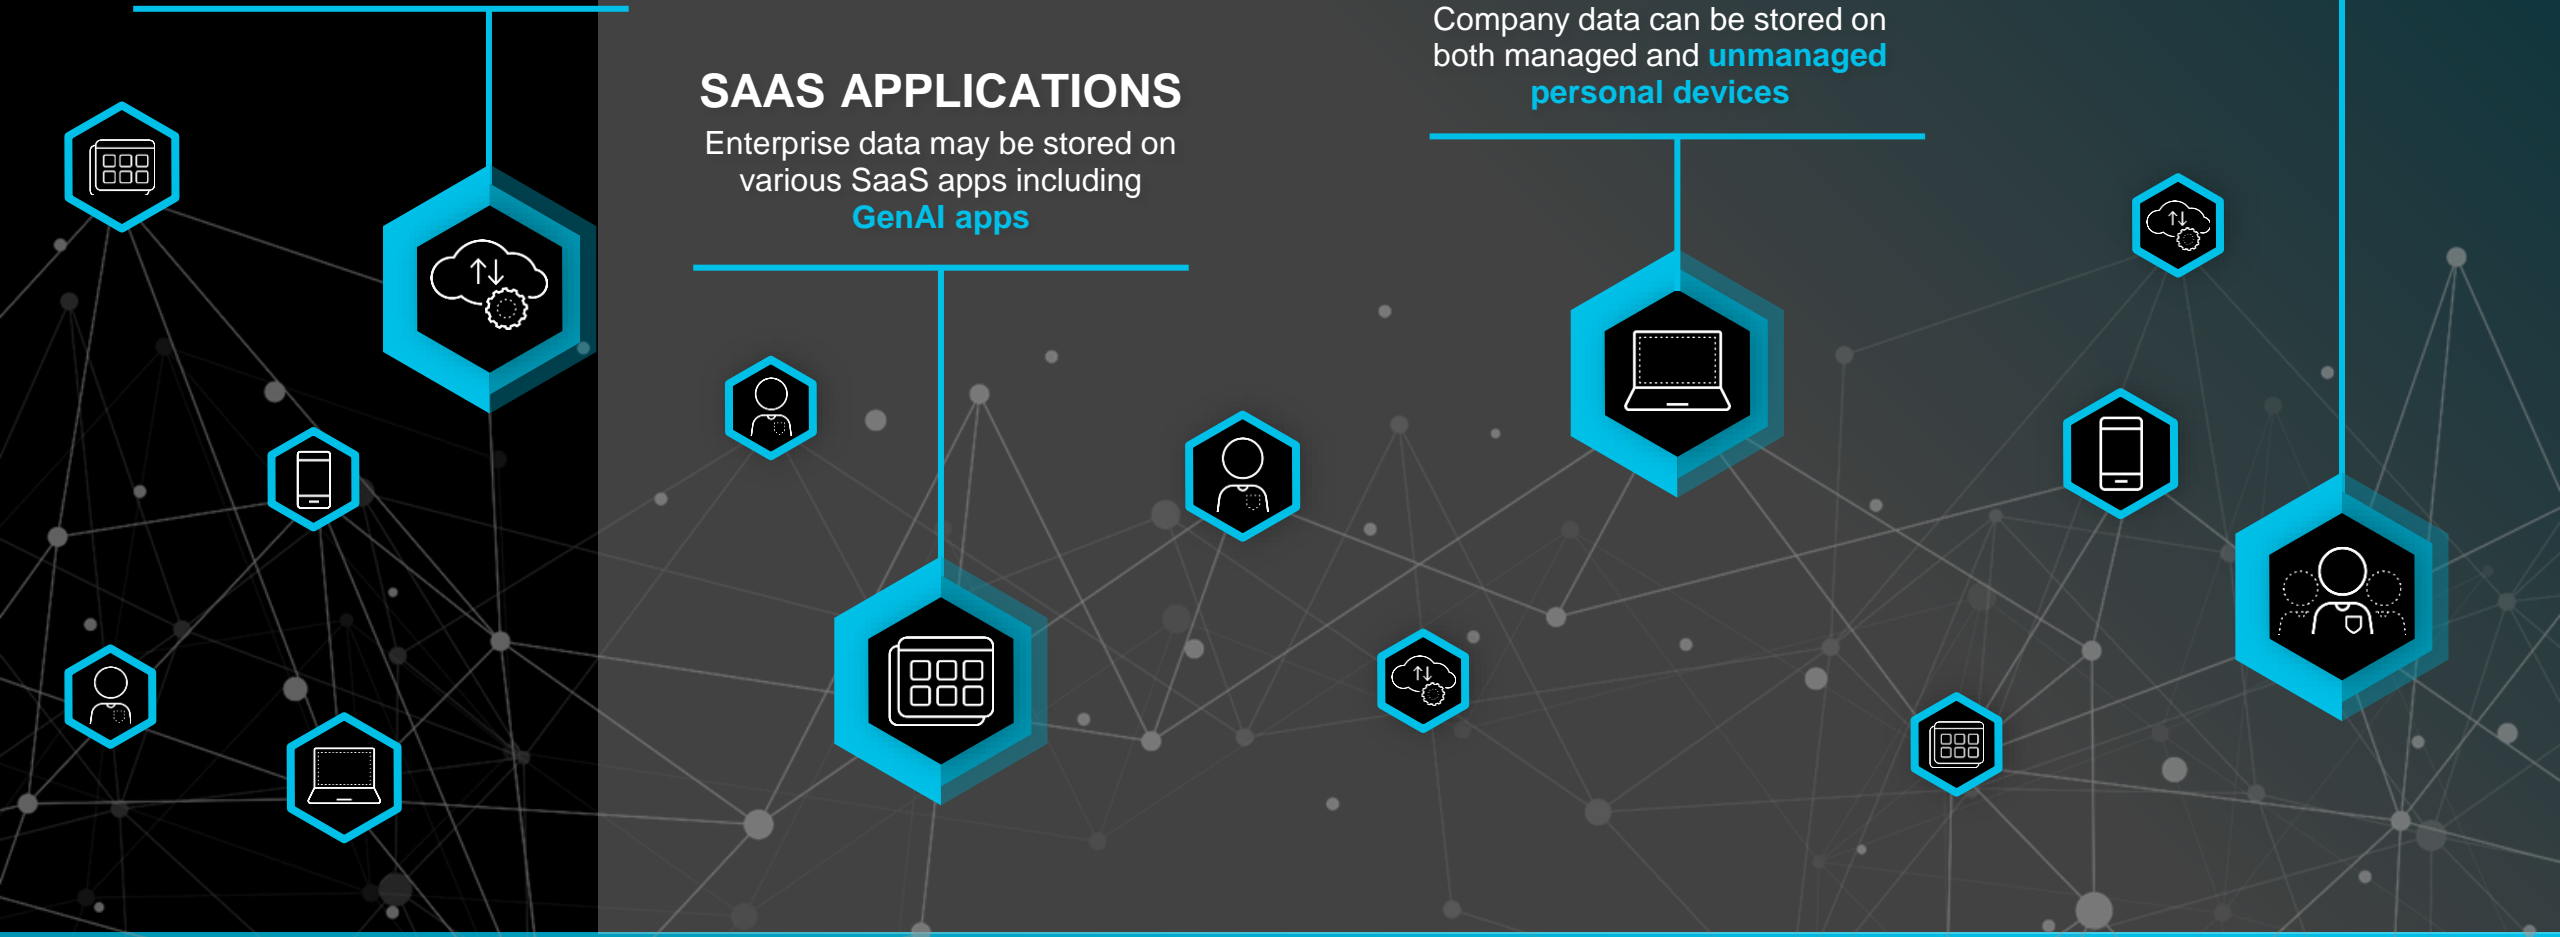 SAAS APPLICATIONS
Enterprise data may be stored on
various SaaS apps including
GenAI apps
Company data can be stored on
both managed and unmanaged
personal devices